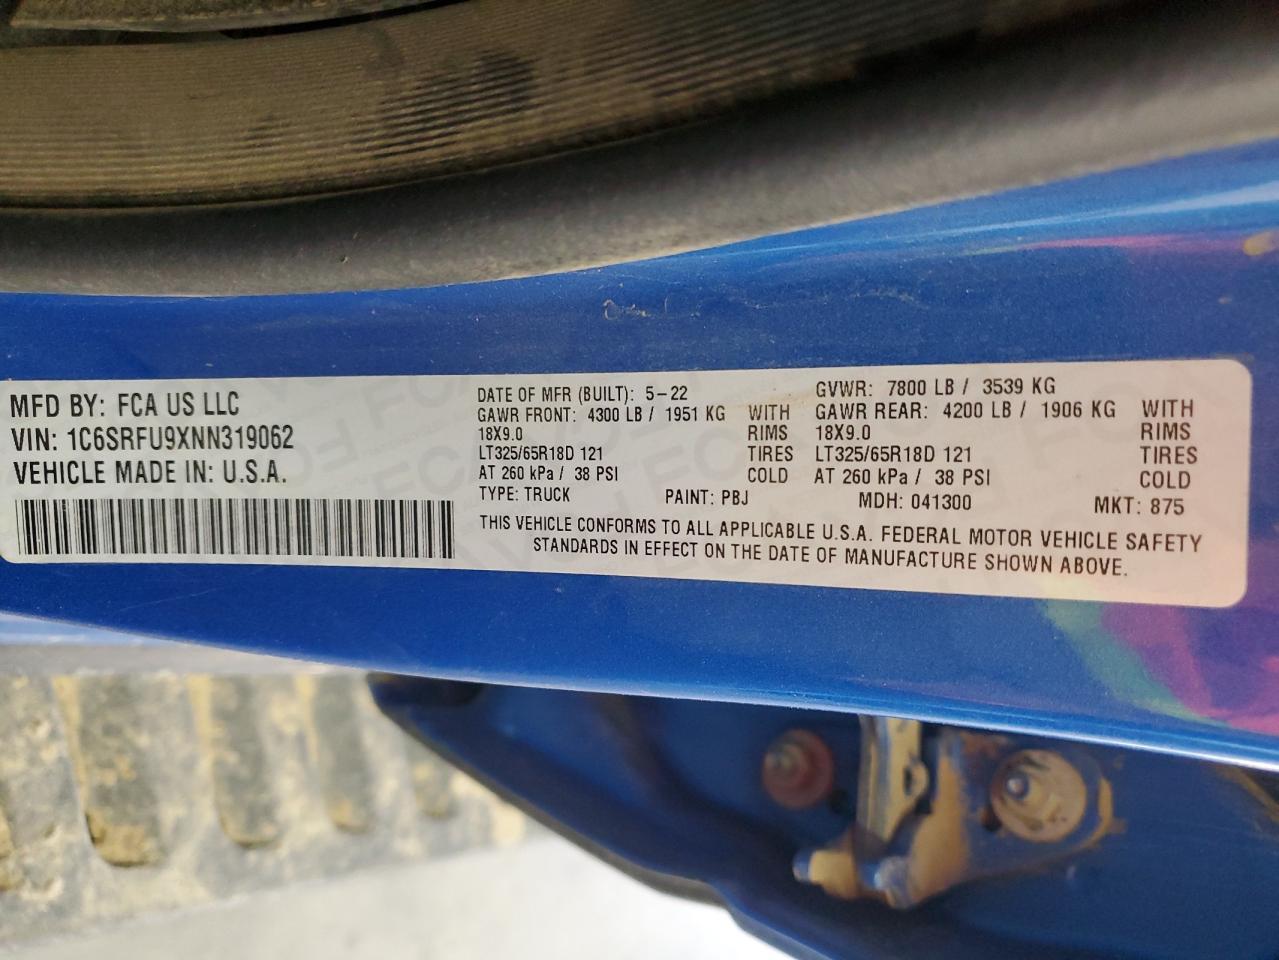 MFD BY: FCA US LLC
VIN: 1C6SRFU9XNN319062
VEHICLE MADE IN: U.S.A.
DATE OF MFR (BUILT): 5-22
GAWR FRONT: 4300 LB / 1951 KG WITH
18X9.0 RIMS
LT325/65R18D 121 TIRES
AT 260 kPa / 38 PSI COLD
GVWR: 7800 LB / 3539 KG
GAWR REAR: 4200 LB / 1906 KG WITH
18X9.0 RIMS
LT325/65R18D 121 TIRES
AT 260 kPa / 38 PSI COLD
TYPE: TRUCK PAINT: PBJ MDH: 041300 MKT: 875
THIS VEHICLE CONFORMS TO ALL APPLICABLE U.S.A. FEDERAL MOTOR VEHICLE SAFETY
STANDARDS IN EFFECT ON THE DATE OF MANUFACTURE SHOWN ABOVE.